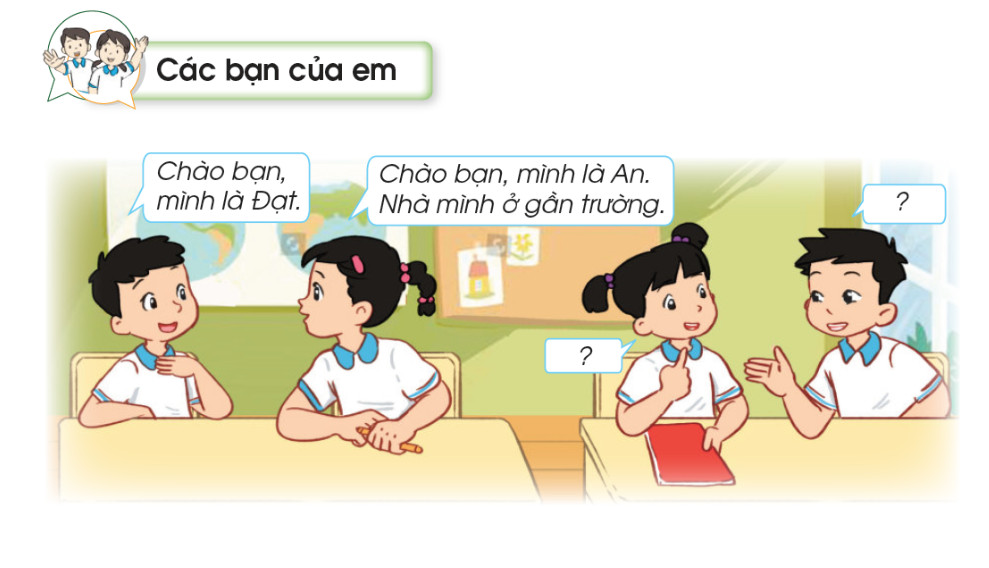 Các bạn của em
Chào bạn,
mình là Đạt.
Chào bạn, mình là An.
Nhà mình ở gần trường.
?
?